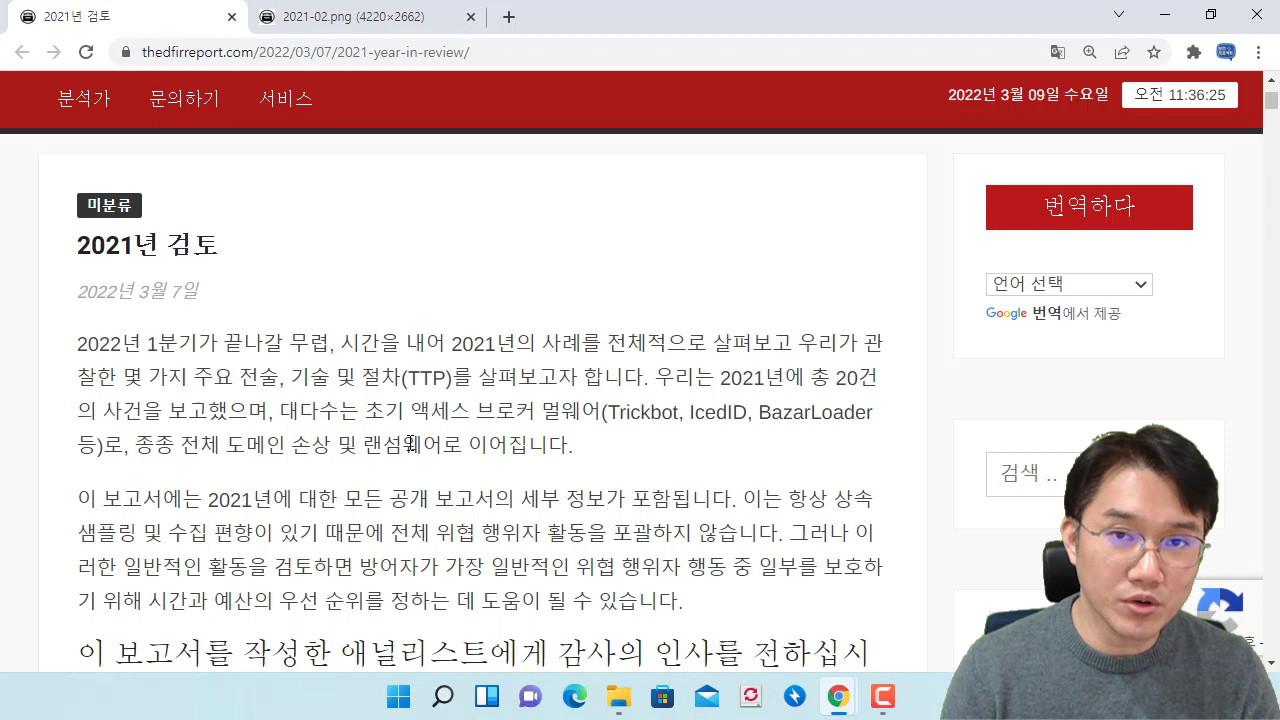 2021년 검토
2021-02.png (4220×2662)
thedfirreport.com/2022/03/07/2021-year-in-review/
분석가 문의하기 서비스
2022년 3월 09일 수요일 오전 11:36:25
미분류
2021년 검토
2022년 3월 7일
2022년 1분기가 끝나갈 무렵, 시간을 내어 2021년의 사례를 전체적으로 살펴보고 우리가 관
찰한 몇 가지 주요 전술, 기술 및 절차(TTP)를 살펴보고자 합니다. 우리는 2021년에 총 20건
의 사건을 보고했으며, 대다수는 초기 액세스 브로커 멀웨어(Trickbot, IcedID, BazarLoader
등)로, 종종 전체 도메인 손상 및 랜섬웨어로 이어집니다.
이 보고서에는 2021년에 대한 모든 공개 보고서의 세부 정보가 포함됩니다. 이는 항상 상속
샘플링 및 수집 편향이 있기 때문에 전체 위협 행위자 활동을 포괄하지 않습니다. 그러나 이
러한 일반적인 활동을 검토하면 방어자가 가장 일반적인 위협 행위자 행동 중 일부를 보호하
기 위해 시간과 예산의 우선 순위를 정하는 데 도움이 될 수 있습니다.
이 보고서를 작성한 애널리스트에게 감사의 인사를 전하십시
번역하다
언어 선택
Google 번역에서 제공
검색 ..